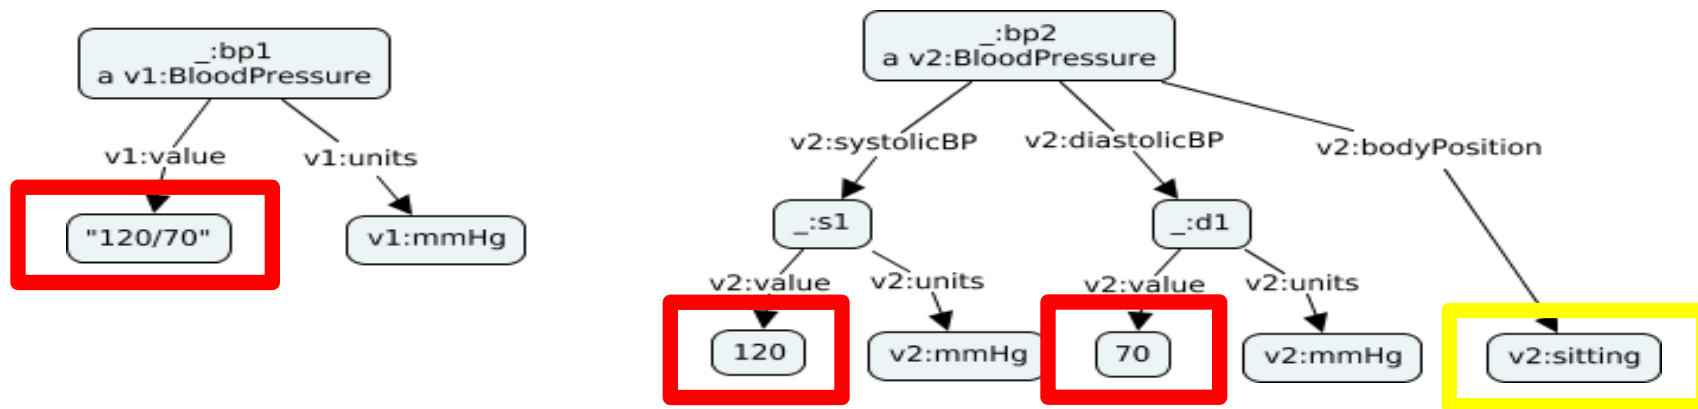 _:bp1
a v1:BloodPressure
v1:value
v1:units
"120/70"
v1:mmHg
_:bp2
a v2:BloodPressure
v2:systolicBP
v2:diastolicBP
v2:bodyPosition
_:s1
_:d1
v2:value
v2:units
v2:value
v2:units
120
v2:mmHg
70
v2:mmHg
v2:sitting